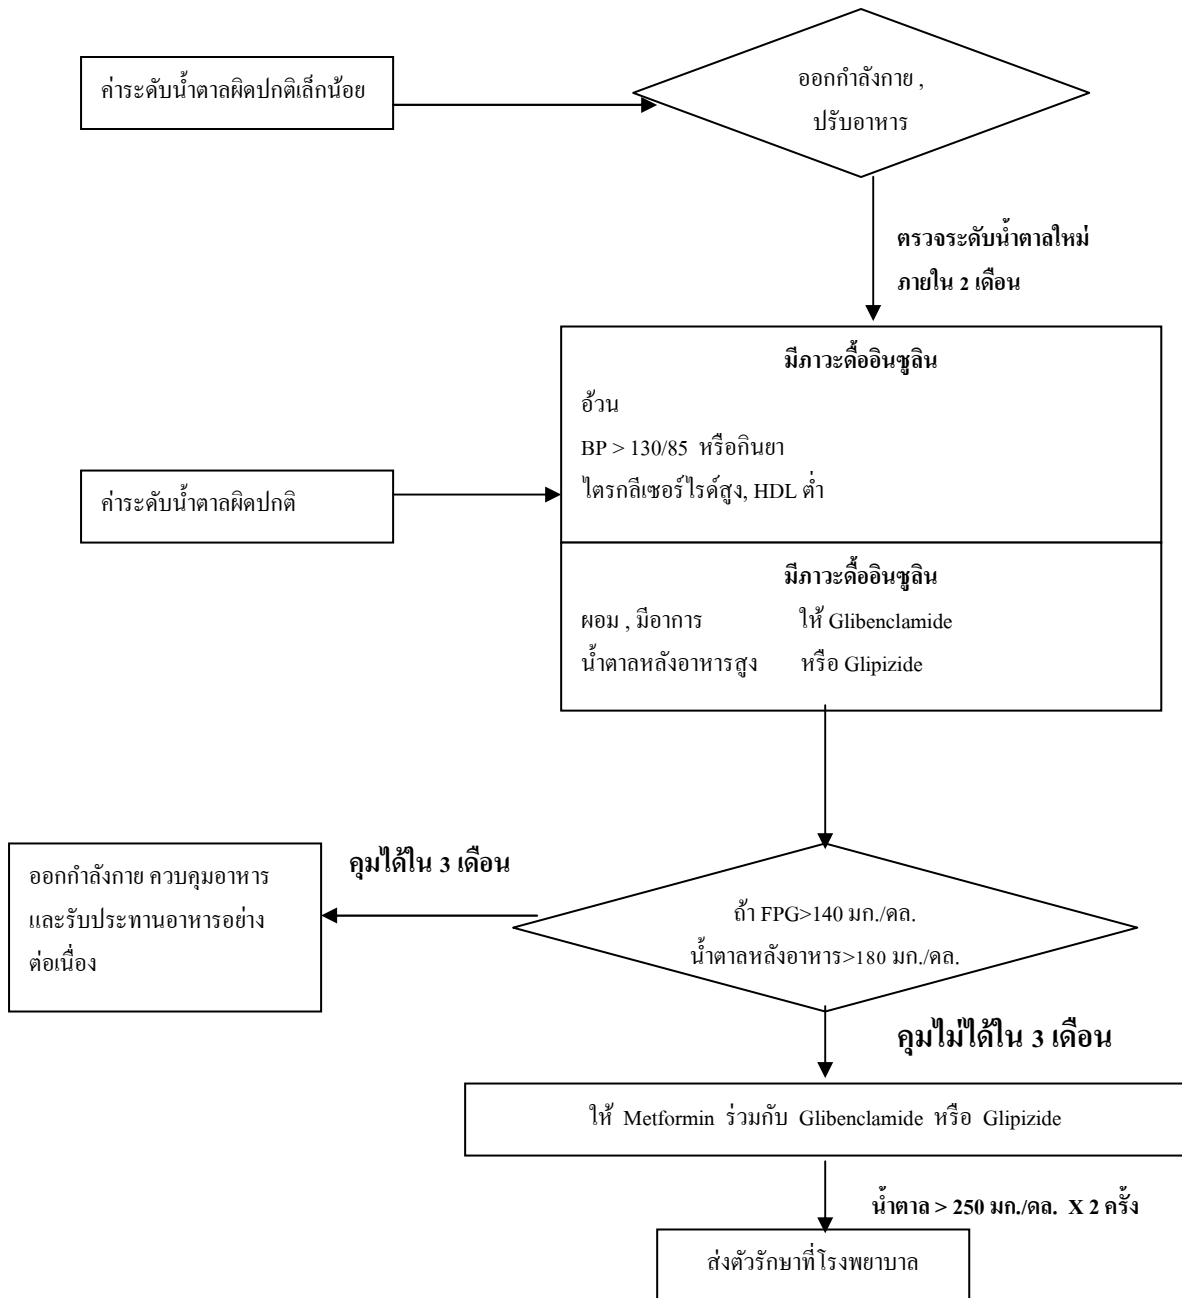 ค่าระดับน้ำตาลผิดปกติเล็กน้อย
ออกกำลังกาย ,
ปรับอาหาร
ตรวจระดับน้ำตาลใหม่
ภายใน 2 เดือน
มีภาวะดื้ออินซูลิน
อ้วน
BP > 130/85 หรือกินยา
ไตรกลีเซอร์ไรด์สูง, HDL ต่ำ
ค่าระดับน้ำตาลผิดปกติ
มีภาวะดื้ออินซูลิน
ผอม , มีอาการ ให้ Glibenclamide
น้ำตาลหลังอาหารสูง หรือ Glipizide
คุมได้ใน 3 เดือน
ออกกำลังกาย ควบคุมอาหาร
และรับประทานอาหารอย่าง
ต่อเนื่อง
ถ้า FPG>140 มก./ดล.
น้ำตาลหลังอาหาร>180 มก./ดล.
คุมไม่ได้ใน 3 เดือน
ให้ Metformin ร่วมกับ Glibenclamide หรือ Glipizide
น้ำตาล > 250 มก./ดล. X 2 ครั้ง
ส่งตัวรักษาที่โรงพยาบาล